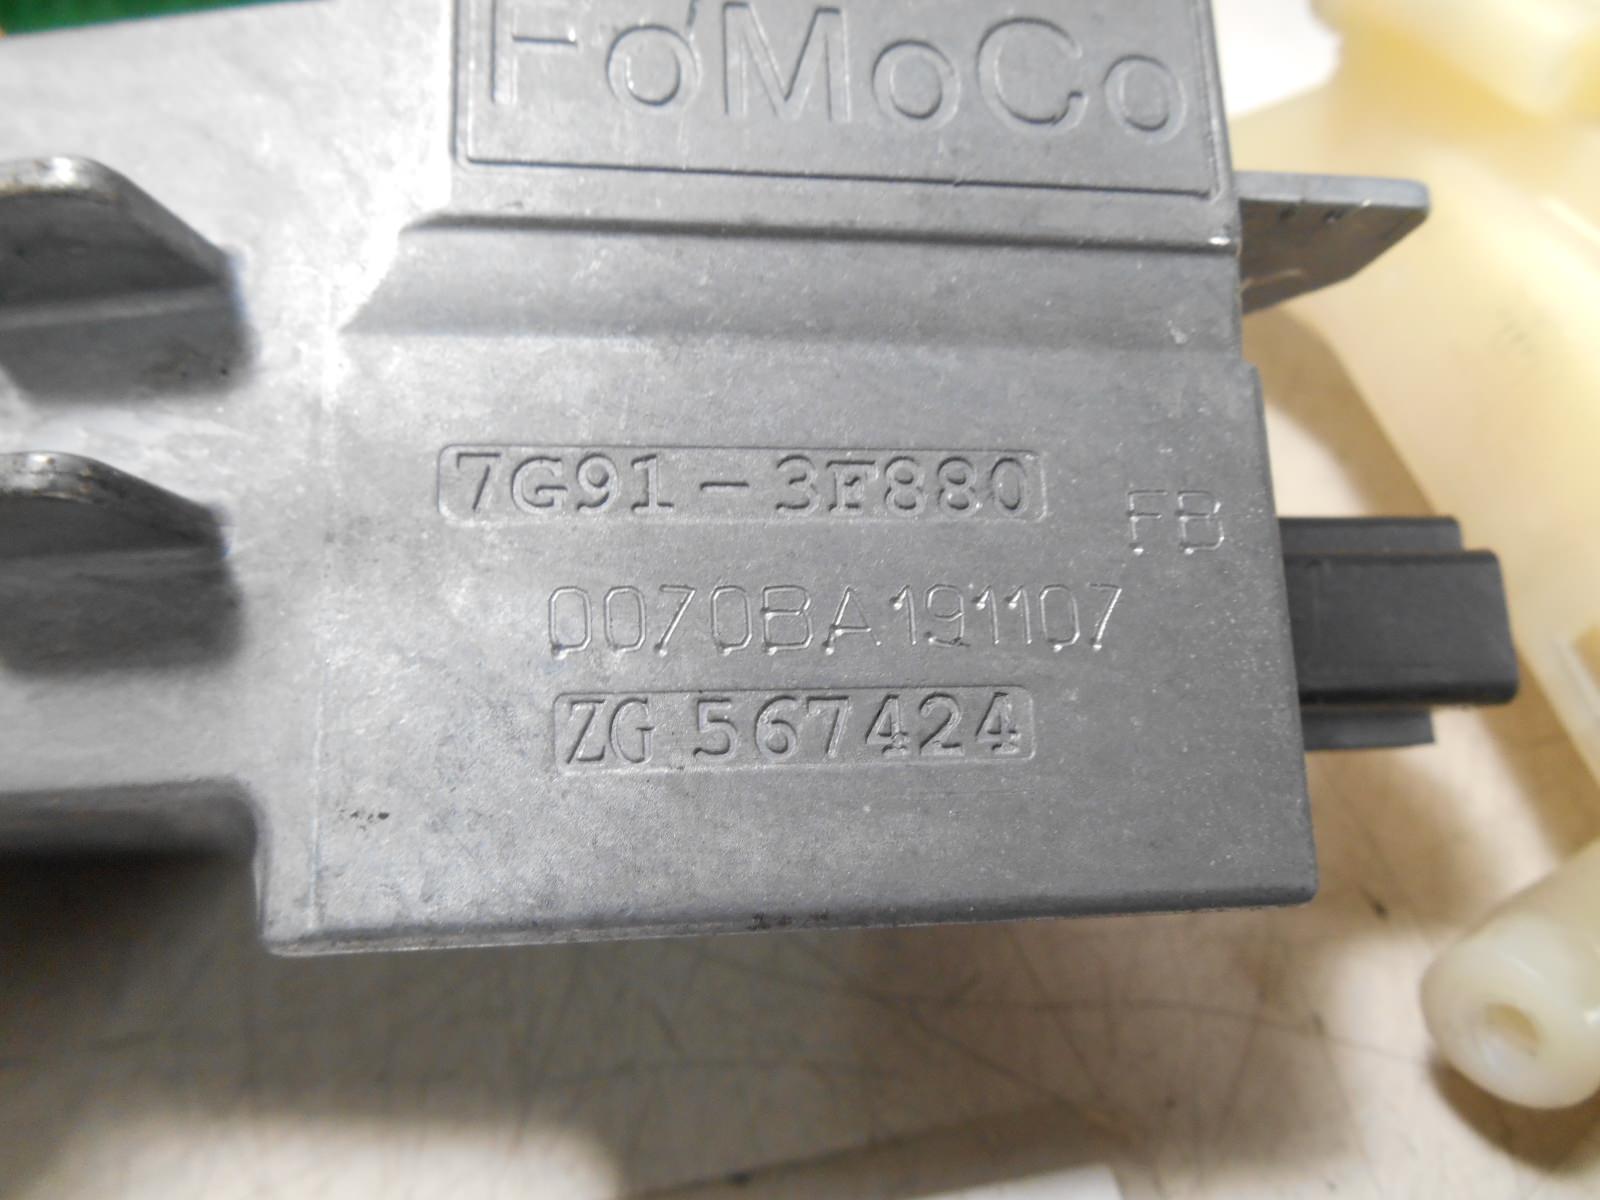 FoMoCo
7G91-3F880 FB
0070BA191107
ZG 567424